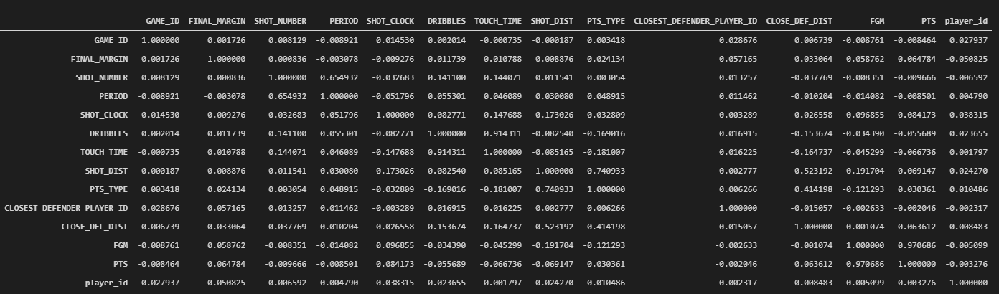 GAME_ID FINAL_MARGIN SHOT_NUMBER PERIOD SHOT_CLOCK DRIBBLES TOUCH_TIME SHOT_DIST PTS_TYPE CLOSEST_DEFENDER_PLAYER_ID CLOSE_DEF_DIST FGM PTS player_id
GAME_ID 1.000000 0.001726 0.008129 -0.008921 0.014530 0.002014 -0.000735 -0.000187 0.003418 0.028676 0.006739 -0.008761 -0.008464 0.027937
FINAL_MARGIN 0.001726 1.000000 0.000836 -0.003078 -0.009276 0.011739 0.010788 0.008876 0.024134 0.057165 0.033064 0.058762 0.064784 -0.050825
SHOT_NUMBER 0.008129 0.000836 1.000000 0.654932 -0.032683 0.141100 0.144071 0.011541 0.003054 0.013257 -0.037769 -0.008351 -0.009666 -0.006592
PERIOD -0.008921 -0.003078 0.654932 1.000000 -0.051796 0.055301 0.046089 0.030080 0.048915 0.011462 -0.010204 -0.014082 -0.008501 0.004790
SHOT_CLOCK 0.014530 -0.009276 -0.032683 -0.051796 1.000000 -0.082771 -0.147688 -0.173026 -0.032809 -0.003289 0.026558 0.096855 0.084173 0.038315
DRIBBLES 0.002014 0.011739 0.141100 0.055301 -0.082771 1.000000 0.914311 -0.082540 -0.169016 0.016915 -0.153674 -0.034390 -0.055689 0.023655
TOUCH_TIME -0.000735 0.010788 0.144071 0.046089 -0.147688 0.914311 1.000000 -0.085165 -0.181007 0.016225 -0.164737 -0.045299 -0.066736 0.001797
SHOT_DIST -0.000187 0.008876 0.011541 0.030080 -0.173026 -0.082540 -0.085165 1.000000 0.740933 0.002777 0.523192 -0.191704 -0.069147 -0.024270
PTS_TYPE 0.003418 0.024134 0.003054 0.048915 -0.032809 -0.169016 -0.181007 0.740933 1.000000 0.006266 0.414198 -0.121293 0.030361 0.010486
CLOSEST_DEFENDER_PLAYER_ID 0.028676 0.057165 0.013257 0.011462 -0.003289 0.016915 0.016225 0.002777 0.006266 1.000000 -0.015057 -0.002633 -0.002046 -0.002317
CLOSE_DEF_DIST 0.006739 0.033064 -0.037769 -0.010204 0.026558 -0.153674 -0.164737 0.523192 0.414198 -0.015057 1.000000 -0.001074 0.063612 0.008483
FGM -0.008761 0.058762 -0.008351 -0.014082 0.096855 -0.034390 -0.045299 -0.191704 -0.121293 -0.002633 -0.001074 1.000000 0.970686 -0.005099
PTS -0.008464 0.064784 -0.009666 -0.008501 0.084173 -0.055689 -0.066736 -0.069147 0.030361 -0.002046 0.063612 0.970686 1.000000 -0.003276
player_id 0.027937 -0.050825 -0.006592 0.004790 0.038315 0.023655 0.001797 -0.024270 0.010486 -0.002317 0.008483 -0.005099 -0.003276 1.000000